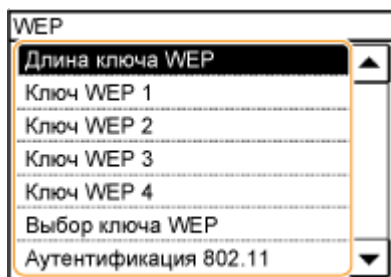 WEP
Длина ключа WEP
Ключ WEP 1
Ключ WEP 2
Ключ WEP 3
Ключ WEP 4
Выбор ключа WEP
Аутентификация 802.11